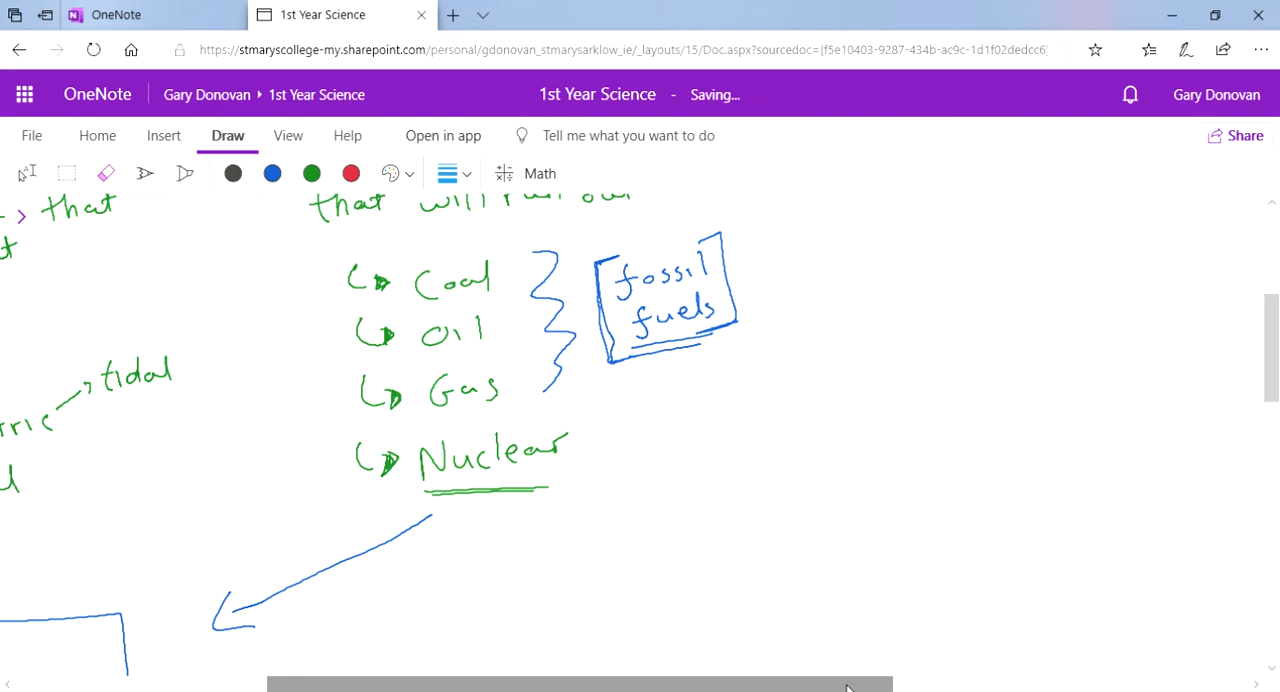 OneNote
1st Year Science
https://stmaryscollege-my.sharepoint.com/personal/gdonovan_stmarysarklow_ie/_layouts/15/Doc.aspx?sourcedoc={f5e10403-9287-434b-ac9c-1d1f02dedcc6}
OneNote
Gary Donovan
1st Year Science
1st Year Science - Saving...
Gary Donovan
File
Home
Insert
Draw
View
Help
Open in app
Tell me what you want to do
Share
Math
that
that will run out
Coal
Oil
Gas
Nuclear
fossil
fuels
tidal